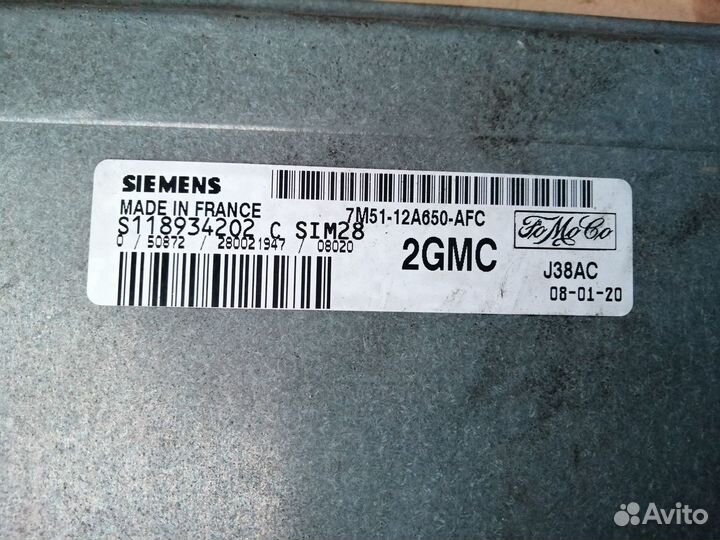 SIEMENS
MADE IN FRANCE
7M51-12A650-AFC
S118934202 C SIM28
0 / 50872 / 280021947 / 08020
2GMC
FoMoCo
J38AC
08-01-20
Avito